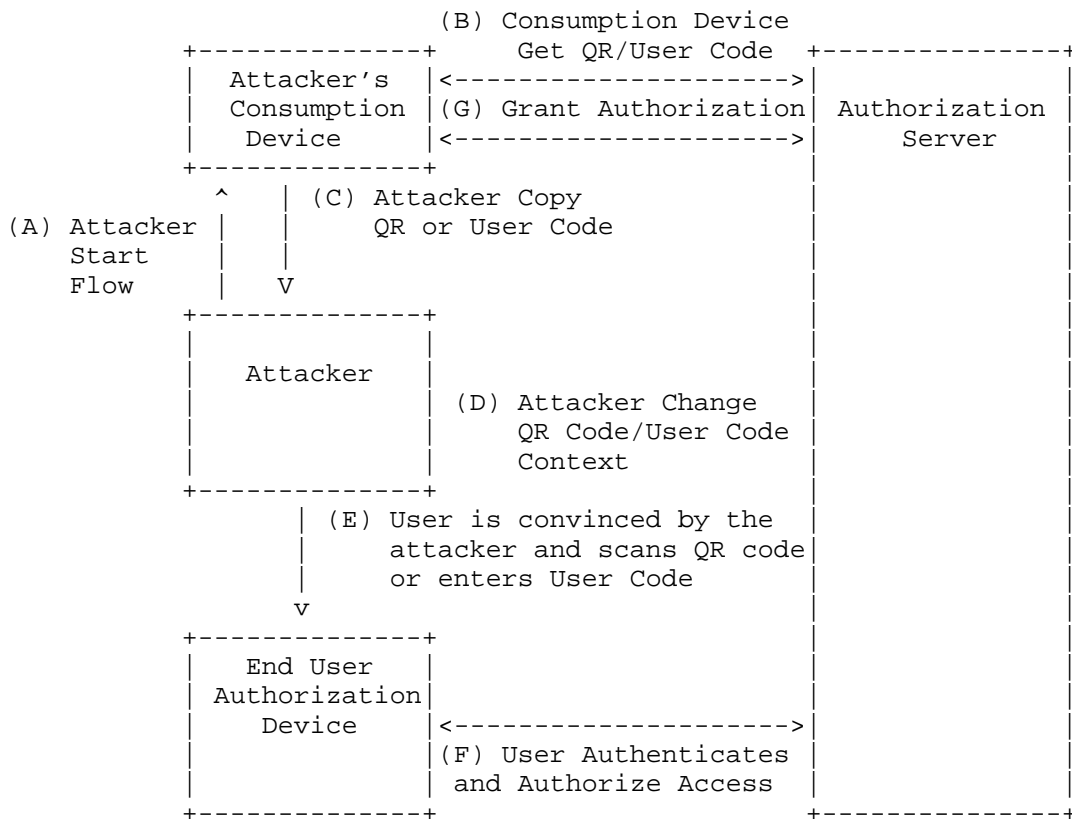 (B) Consumption Device
Get QR/User Code
Attacker’s
Consumption
Device
(G) Grant Authorization
Authorization
Server
(C) Attacker Copy
QR or User Code
(A) Attacker
Start
Flow
V
Attacker
(D) Attacker Change
QR Code/User Code
Context
(E) User is convinced by the
attacker and scans QR code
or enters User Code
v
End User
Authorization
Device
(F) User Authenticates
and Authorize Access